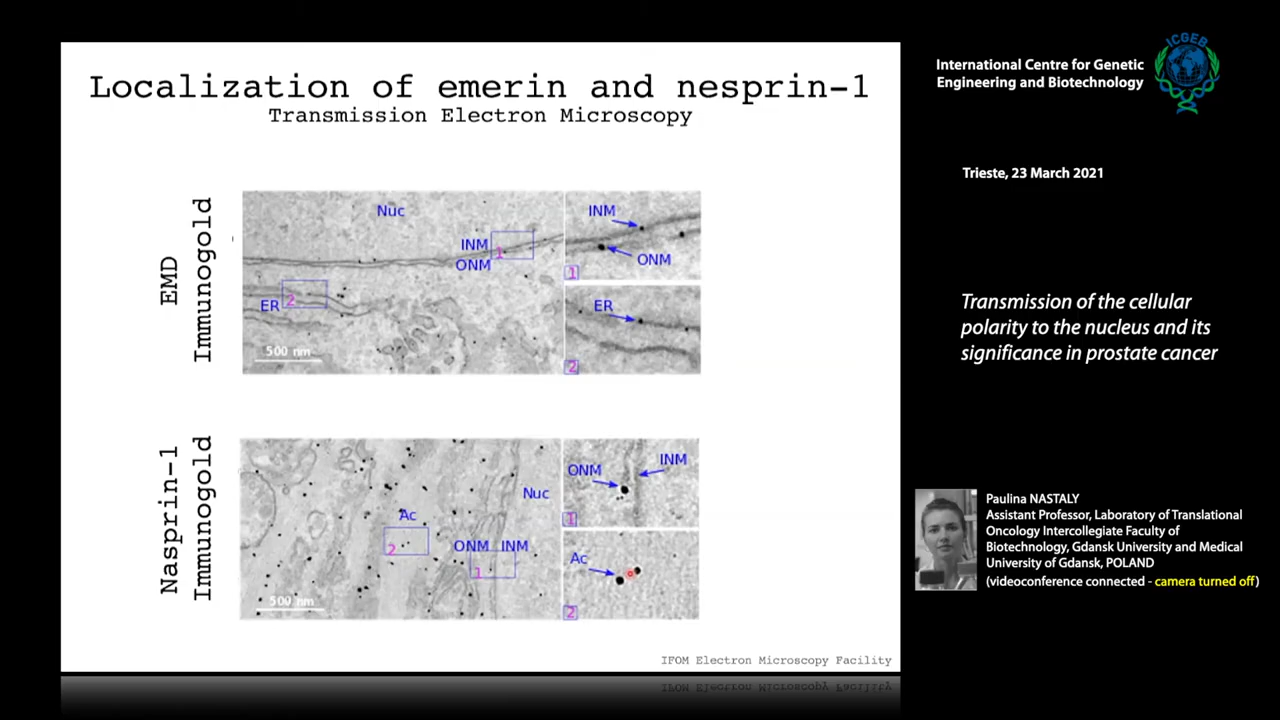 Localization of emerin and nesprin-1
Transmission Electron Microscopy
EMD
Immunogold
Nuc
INM
ONM
1
ER
2
500 nm
INM
ONM
1
ER
2
Nasprin-1
Immunogold
Nuc
Ac
2
ONM INM
1
500 nm
ONM
INM
1
Ac
2
IFOM Electron Microscopy Facility
International Centre for Genetic
Engineering and Biotechnology
ICGEB
Trieste, 23 March 2021
Transmission of the cellular
polarity to the nucleus and its
significance in prostate cancer
Paulina NASTALY
Assistant Professor, Laboratory of Translational
Oncology Intercollegiate Faculty of
Biotechnology, Gdansk University and Medical
University of Gdansk, POLAND
(videoconference connected - camera turned off)